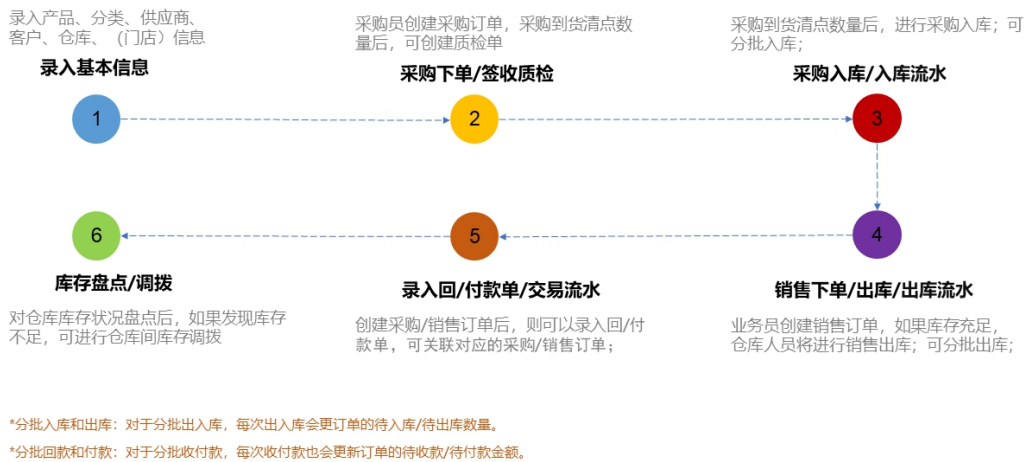 录入产品、分类、供应商、
客户、仓库、（门店）信息
录入基本信息
1
采购员创建采购订单，采购到货清点数
量后，可创建质检单
采购下单/签收质检
2
采购到货清点数量后，进行采购入库；可
分批入库；
采购入库/入库流水
3
4
销售下单/出库/出库流水
业务员创建销售订单，如果库存充足，
仓库人员将进行销售出库；可分批出库；
5
录入回/付款单/交易流水
创建采购/销售订单后，则可以录入回/付
款单，可关联对应的采购/销售订单；
6
库存盘点/调拨
对仓库库存状况盘点后，如果发现库存
不足，可进行仓库间库存调拨
*分批入库和出库：对于分批出入库，每次出入库会更订单的待入库/待出库数量。
*分批回款和付款：对于分批收付款，每次收付款也会更新订单的待收款/待付款金额。